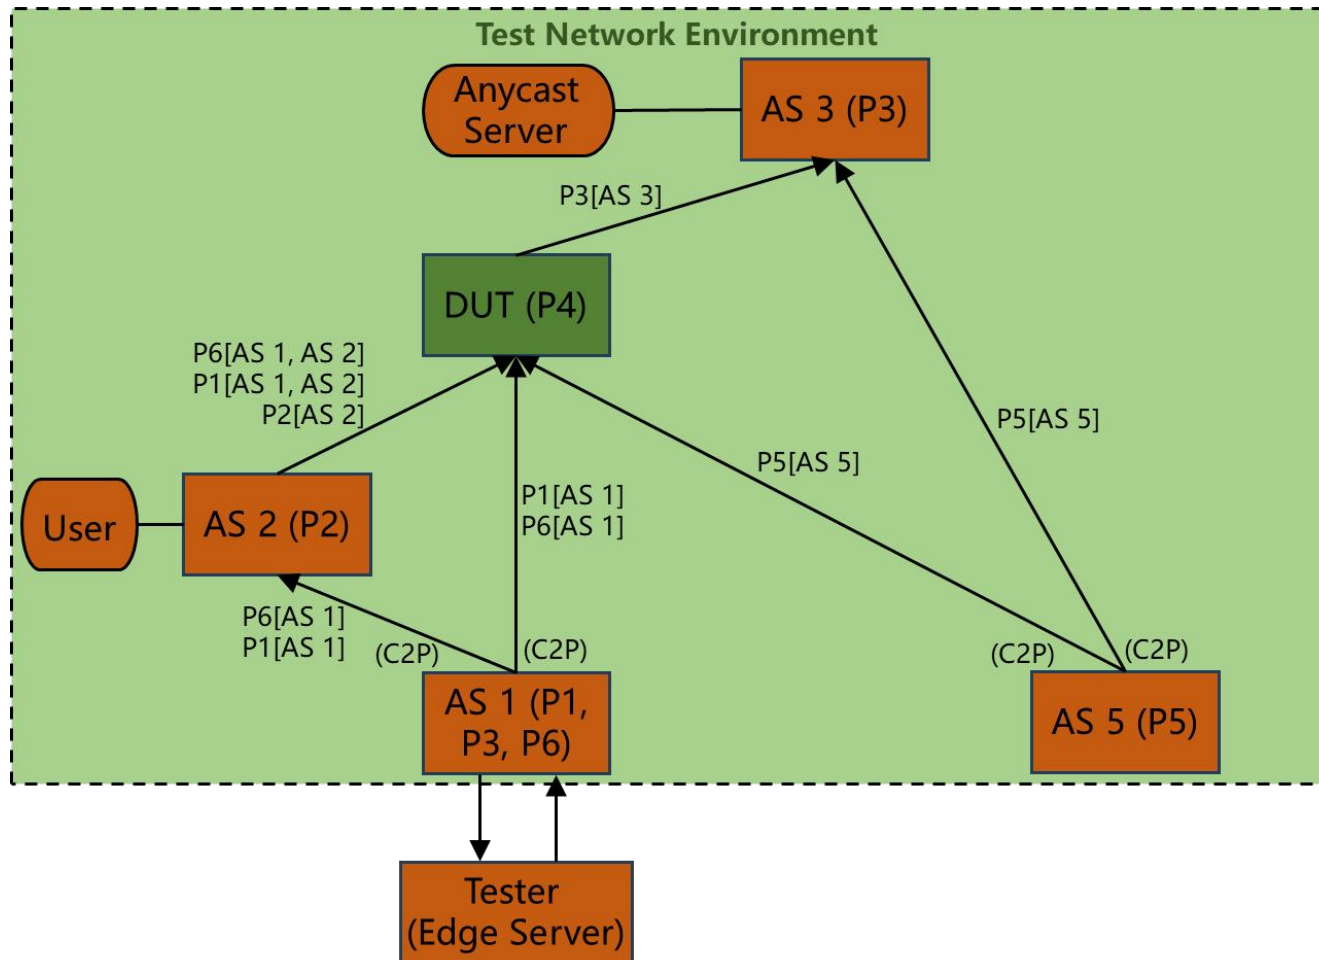 Test Network Environment
Anycast
Server
AS 3 (P3)
P3[AS 3]
DUT (P4)
P6[AS 1, AS 2]
P1[AS 1, AS 2]
P2[AS 2]
P5[AS 5]
P5[AS 5]
User
AS 2 (P2)
P1[AS 1]
P6[AS 1]
P6[AS 1]
P1[AS 1]
(C2P)
(C2P)
(C2P)
(C2P)
AS 1 (P1,
P3, P6)
AS 5 (P5)
Tester
(Edge Server)